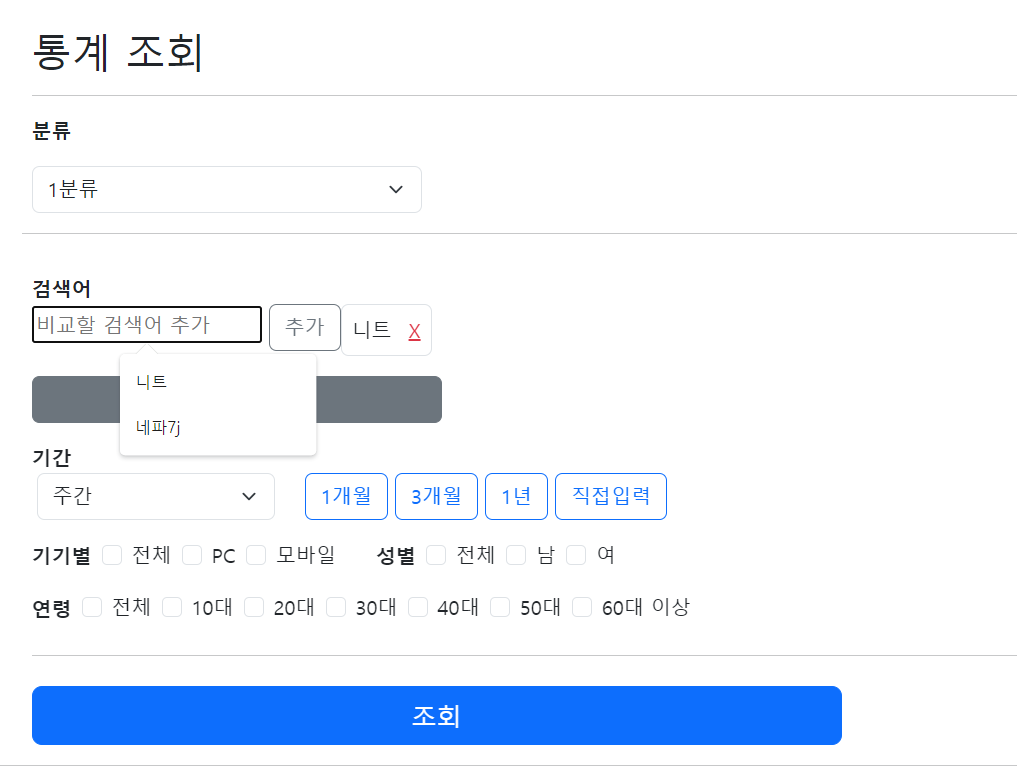 통계 조회
분류
1분류
검색어
비교할 검색어 추가 추가 니트 X
니트
네파7j
기간
주간 1개월 3개월 1년 직접입력
기기별 전체 PC 모바일 성별 전체 남 여
연령 전체 10대 20대 30대 40대 50대 60대 이상
조회